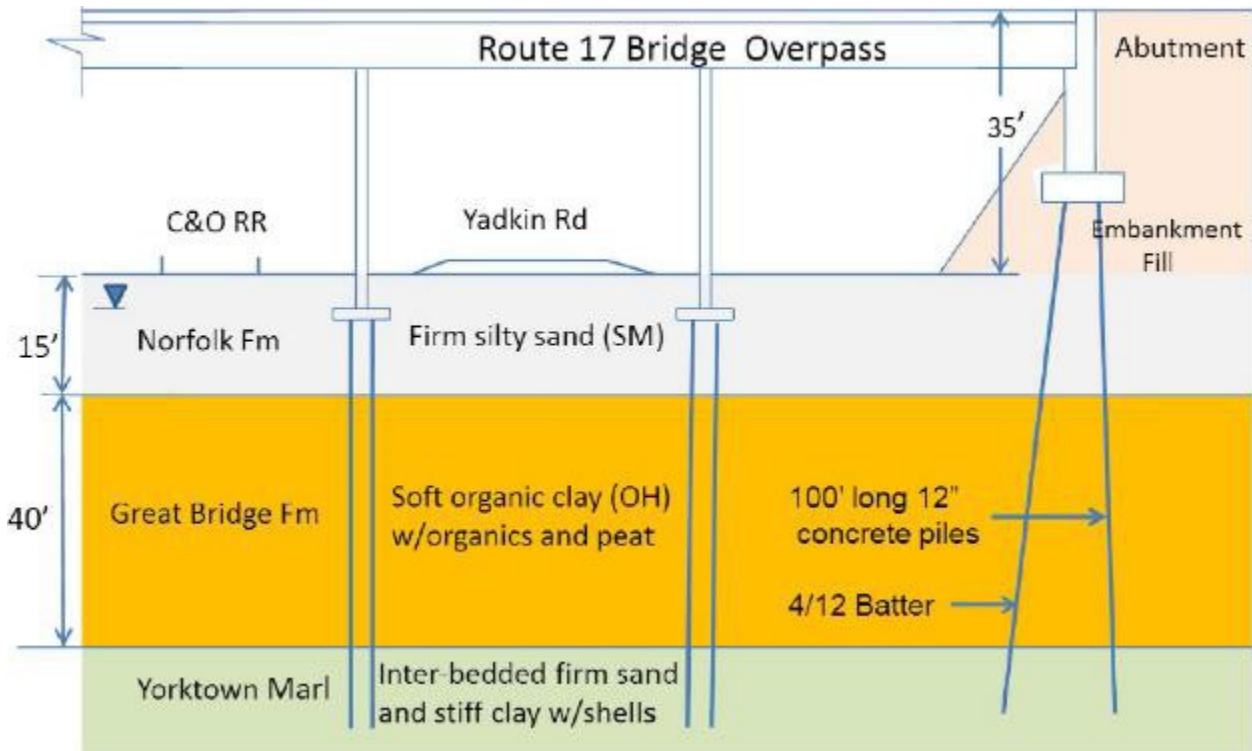 Route 17 Bridge Overpass
Abutment
35'
C&O RR
Yadkin Rd
Embankment
Fill
15'
Norfolk Fm
Firm silty sand (SM)
40'
Great Bridge Fm
Soft organic clay (OH)
w/organics and peat
100' long 12"
concrete piles
4/12 Batter
Yorktown Marl
Inter-bedded firm sand
and stiff clay w/shells